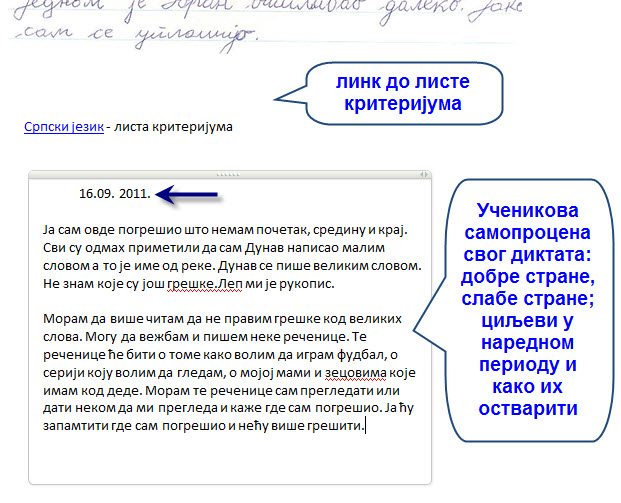 једном је Горан
далеко. Јако
сам се уплашио.
линк до листе
критеријума
Српски језик - листа критеријума
16.09. 2011.
Ја сам овде погрешио што немам почетак, средину и крај.
Сви су одмах приметили да сам Дунав написао малим
словом а то је име од реке. Дунав се пише великим словом.
Не знам које су још грешке.Леп ми је рукопис.
Морам да више читам да не правим грешке код великих
слова. Могу да вежбам и пишем неке реченице. Те
реченице ће бити о томе како волим да играм фудбал, о
серији коју волим да гледам, о мојој мами и зецовима које
имам код деде. Морам те реченице сам прегледати или
дати неком да ми прегледа и каже где сам погрешио. Ја ћу
запамтити где сам погрешио и нећу више грешити.
Ученикова
самопроцена
свог диктата:
добре стране,
слабе стране;
циљеви у
наредном
периоду и
како их
остварити